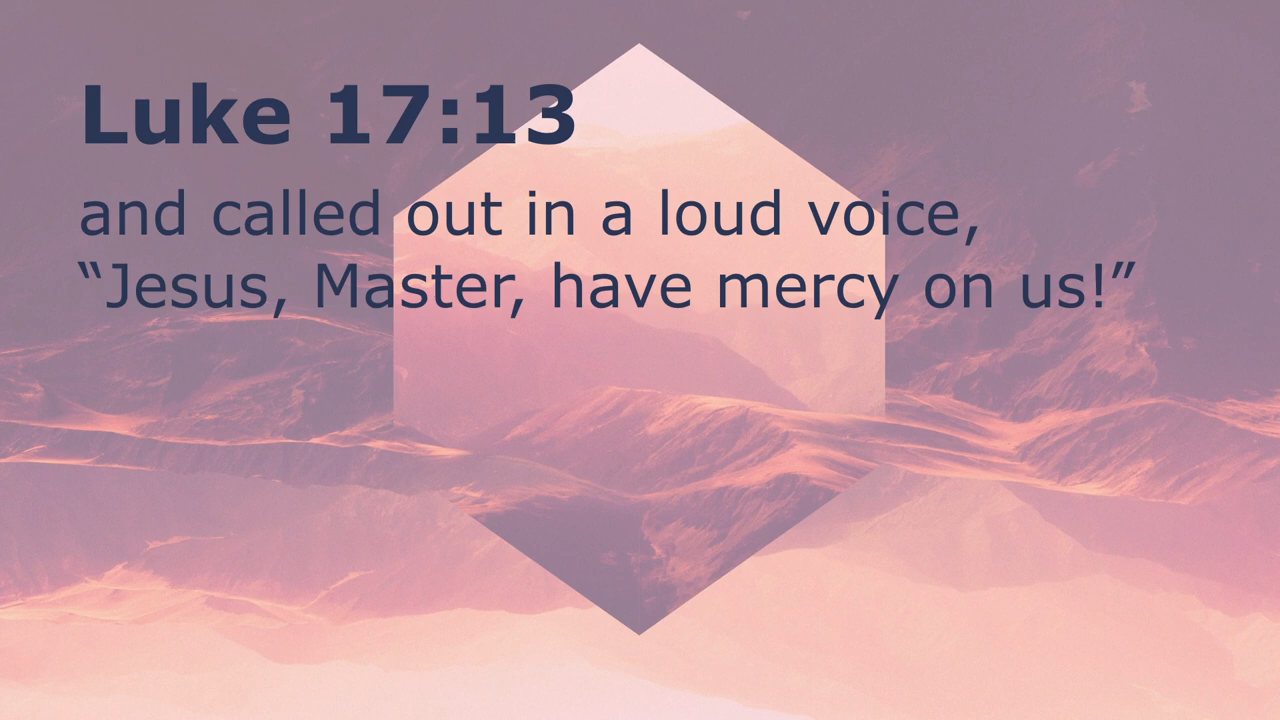 Luke 17:13
and called out in a loud voice,
“Jesus, Master, have mercy on us!”